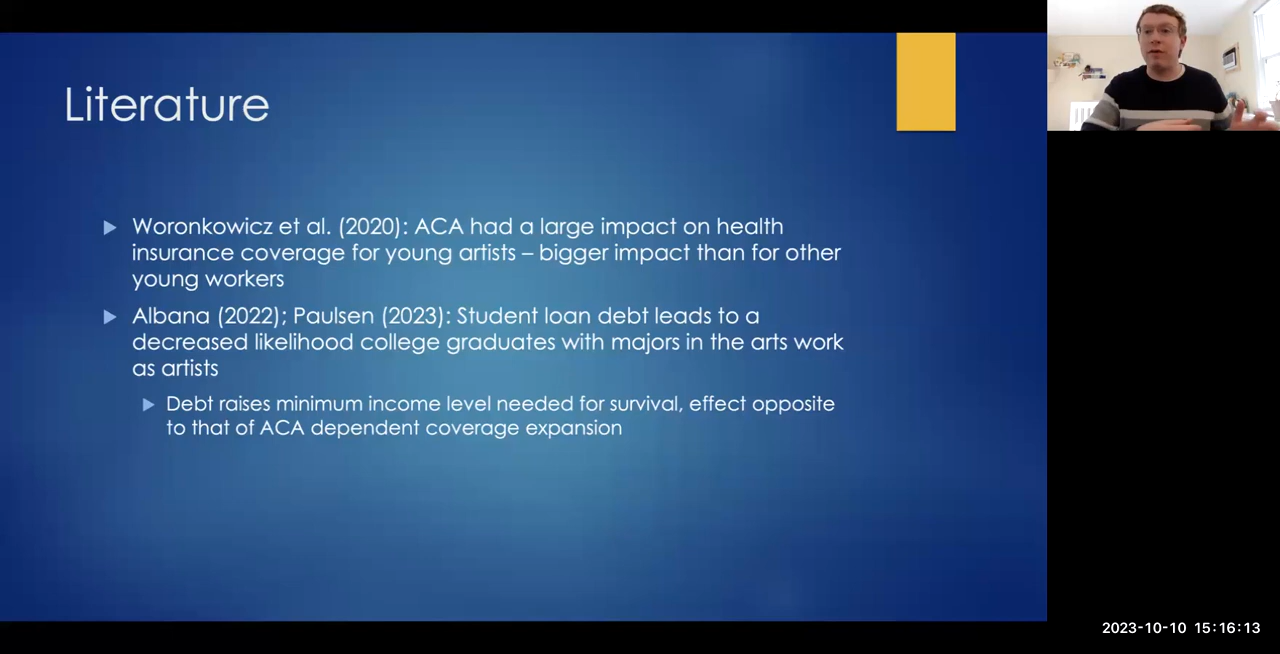 Literature
Woronkowicz et al. (2020): ACA had a large impact on health
insurance coverage for young artists – bigger impact than for other
young workers
Albana (2022); Paulsen (2023): Student loan debt leads to a
decreased likelihood college graduates with majors in the arts work
as artists
Debt raises minimum income level needed for survival, effect opposite
to that of ACA dependent coverage expansion
2023-10-10 15:16:13